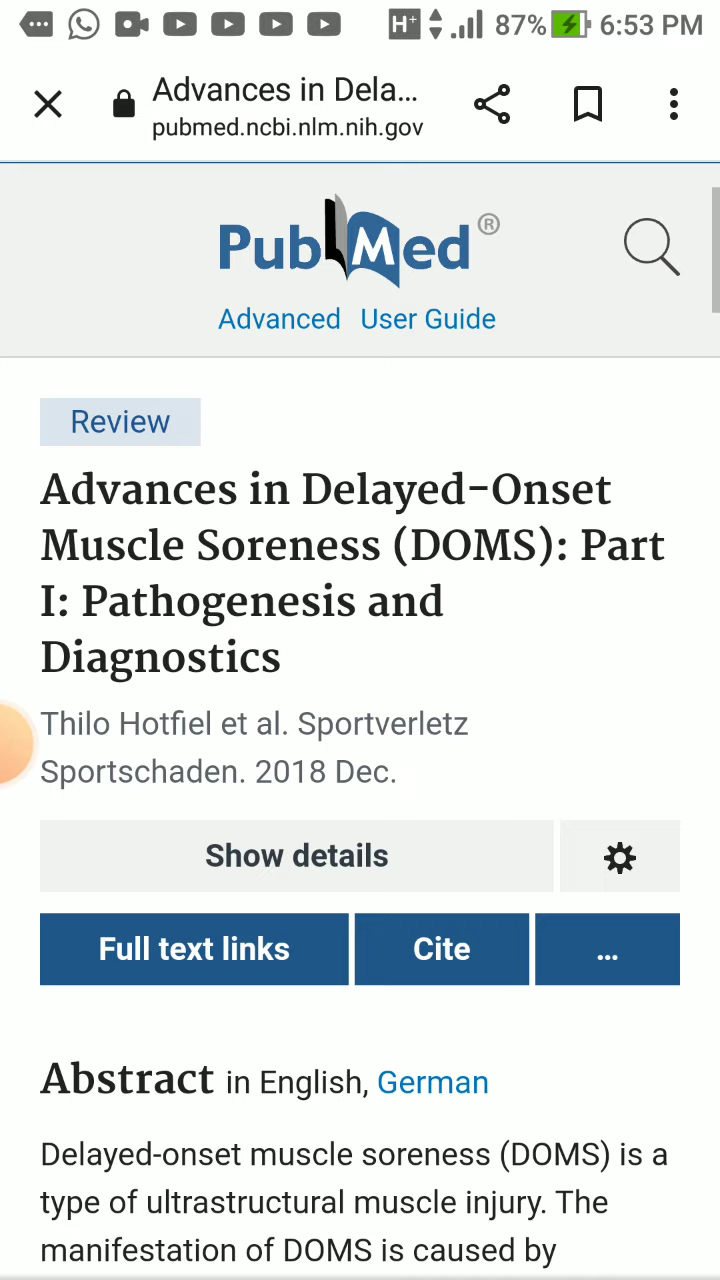 87% 6:53 PM
Advances in Dela...
pubmed.ncbi.nlm.nih.gov
PubMed®
Advanced User Guide
Review
Advances in Delayed-Onset
Muscle Soreness (DOMS): Part
I: Pathogenesis and
Diagnostics
Thilo Hotfiel et al. Sportverletz
Sportschaden. 2018 Dec.
Show details
Full text links Cite ...
Abstract in English, German
Delayed-onset muscle soreness (DOMS) is a
type of ultrastructural muscle injury. The
manifestation of DOMS is caused by